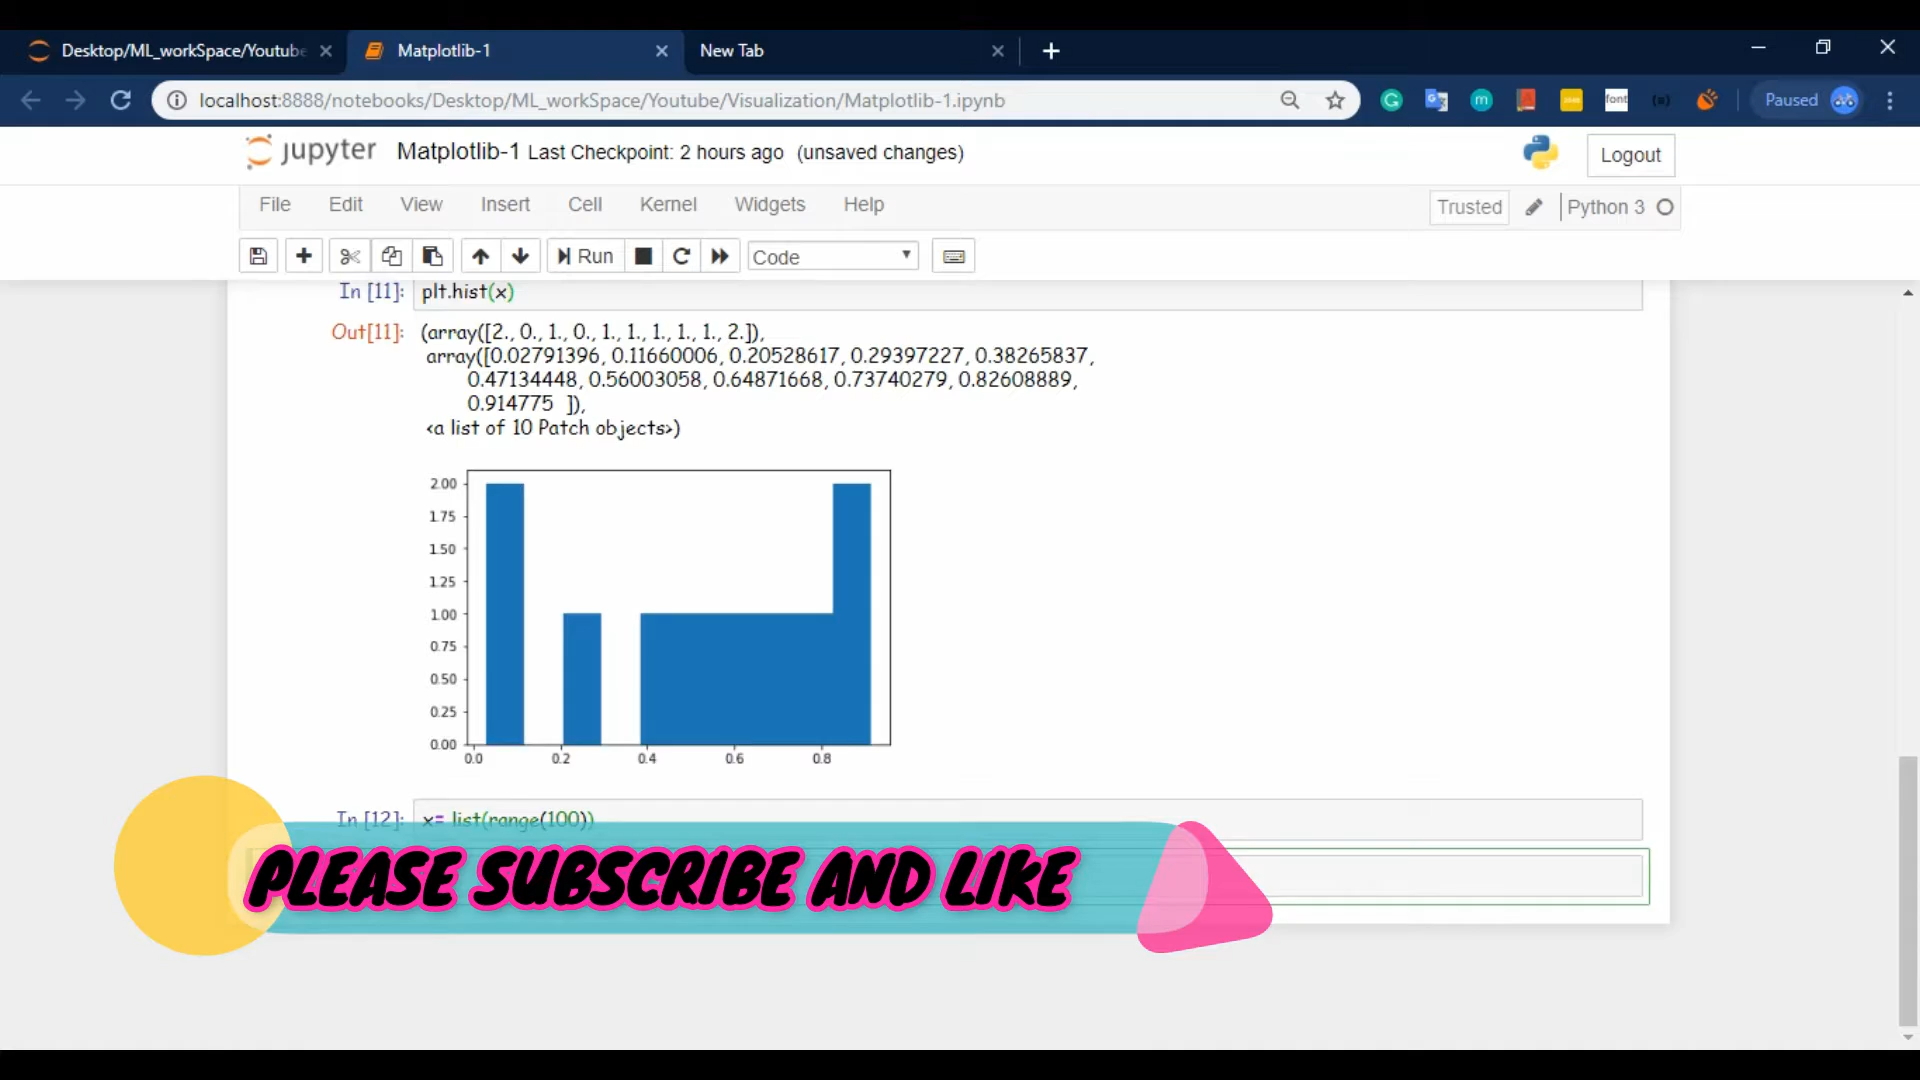 Desktop/ML_workSpace/Youtube
Matplotlib-1
New Tab
localhost:8888/notebooks/Desktop/ML_workSpace/Youtube/Visualization/Matplotlib-1.ipynb
font
Paused
jupyter Matplotlib-1 Last Checkpoint: 2 hours ago (unsaved changes)
Logout
File Edit View Insert Cell Kernel Widgets Help
Trusted
Python 3
Run
Code
In [11]: plt.hist(x)
Out[11]: (array([2., 0., 1., 0., 1., 1., 1., 1., 1., 2.]),
array([0.02791396, 0.11660006, 0.20528617, 0.29397227, 0.38265837,
0.47134448, 0.56003058, 0.64871668, 0.73740279, 0.82608889,
0.914775 ]),
<a list of 10 Patch objects>)
2.00
1.75
1.50
1.25
1.00
0.75
0.50
0.25
0.00
0.0 0.2 0.4 0.6 0.8
In [12]: x= list(range(100))
PLEASE SUBSCRIBE AND LIKE